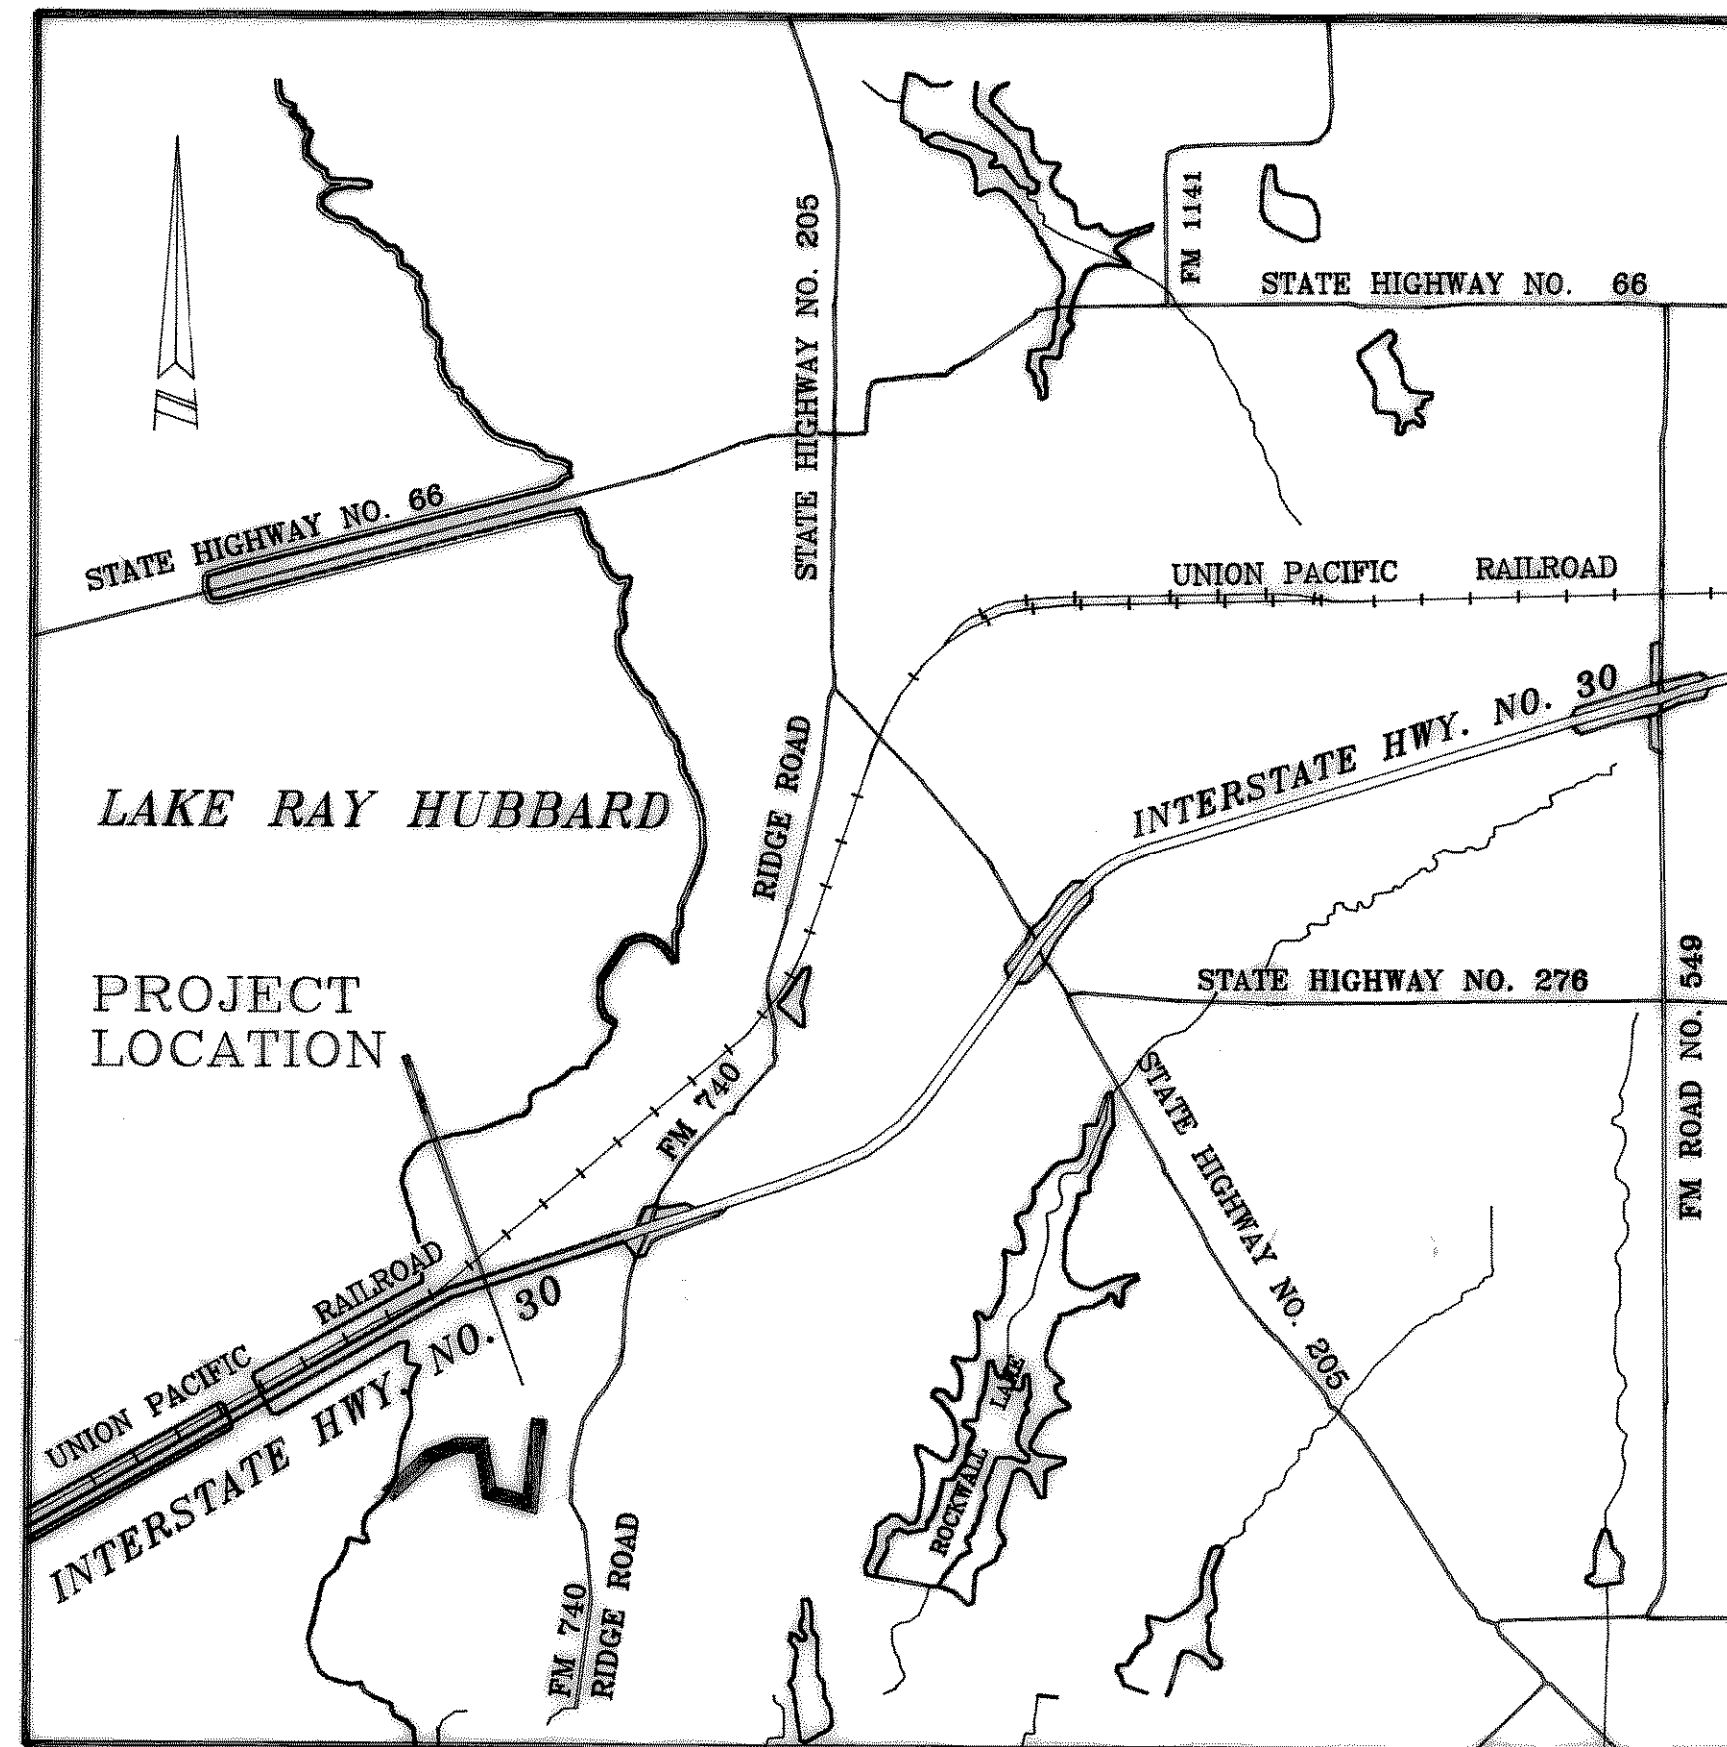 STATE HIGHWAY NO. 205
FM 1141
STATE HIGHWAY NO. 66
N
STATE HIGHWAY NO. 66
UNION PACIFIC RAILROAD
INTERSTATE HWY. NO. 30
RIDGE ROAD
LAKE RAY HUBBARD
PROJECT
LOCATION
STATE HIGHWAY NO. 276
FM ROAD NO. 549
FM 740
STATE HIGHWAY NO. 205
UNION PACIFIC RAILROAD
INTERSTATE HWY. NO. 30
ROCKWALL LAKE
FM 740
RIDGE ROAD